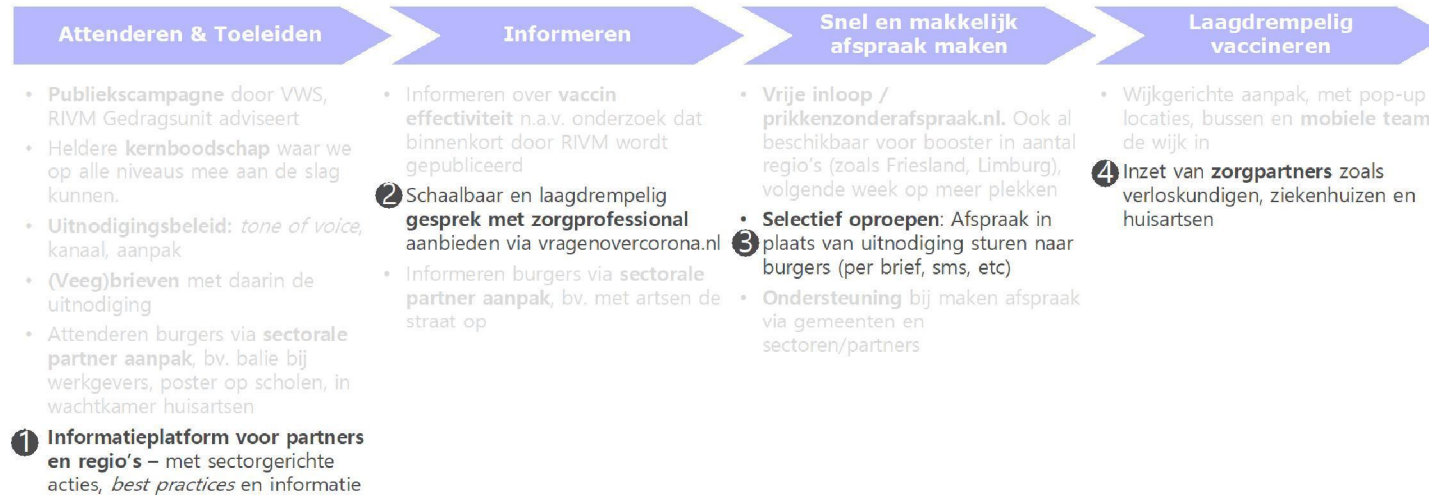 Attenderen & Toeleiden
• Publiekscampagne door VWS,
RIVM Gedragsunit adviseert
• Heldere kernboodschap waar we
op alle niveaus mee aan de slag
kunnen.
• Uitnodigingsbeleid: tone of voice,
kanaal, aanpak
• (Veeg)brieven met daarin de
uitnodiging
• Attenderen burgers via sectorale
partner aanpak, bv. balie bij
werkgevers, poster op scholen, in
wachtkamer huisartsen
1 Informatieplatform voor partners
en regio's – met sectorgerichte
acties, best practices en informatie
Informeren
• Informeren over vaccin
effectiviteit n.a.v. onderzoek dat
binnenkort door RIVM wordt
gepubliceerd
2 Schaalbaar en laagdrempelig
gesprek met zorgprofessional
aanbieden via vragenovercorona.nl
• Informeren burgers via sectorale
partner aanpak, bv. met artsen de
straat op
Snel en makkelijk
afspraak maken
• Vrije inloop /
prikkenzonderafspraak.nl. Ook al
beschikbaar voor booster in aantal
regio's (zoals Friesland, Limburg),
volgende week op meer plekken
• Selectief oproepen: Afspraak in
3 plaats van uitnodiging sturen naar
burgers (per brief, sms, etc)
• Ondersteuning bij maken afspraak
via gemeenten en
sectoren/partners
Laagdrempelig
vaccineren
• Wijkgerichte aanpak, met pop-up
locaties, bussen en mobiele team
de wijk in
4 Inzet van zorgpartners zoals
verloskundigen, ziekenhuizen en
huisartsen